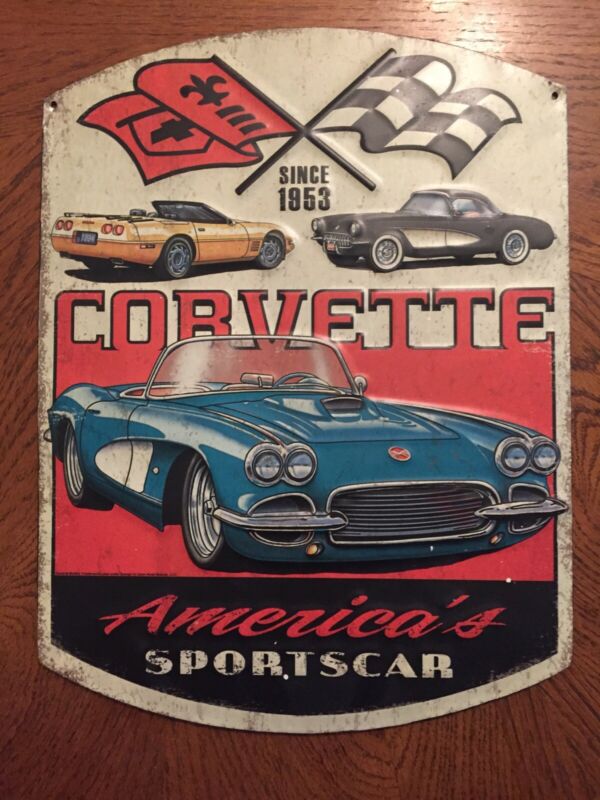 SINCE
1953
CORVETTE
America's
SPORTSCAR